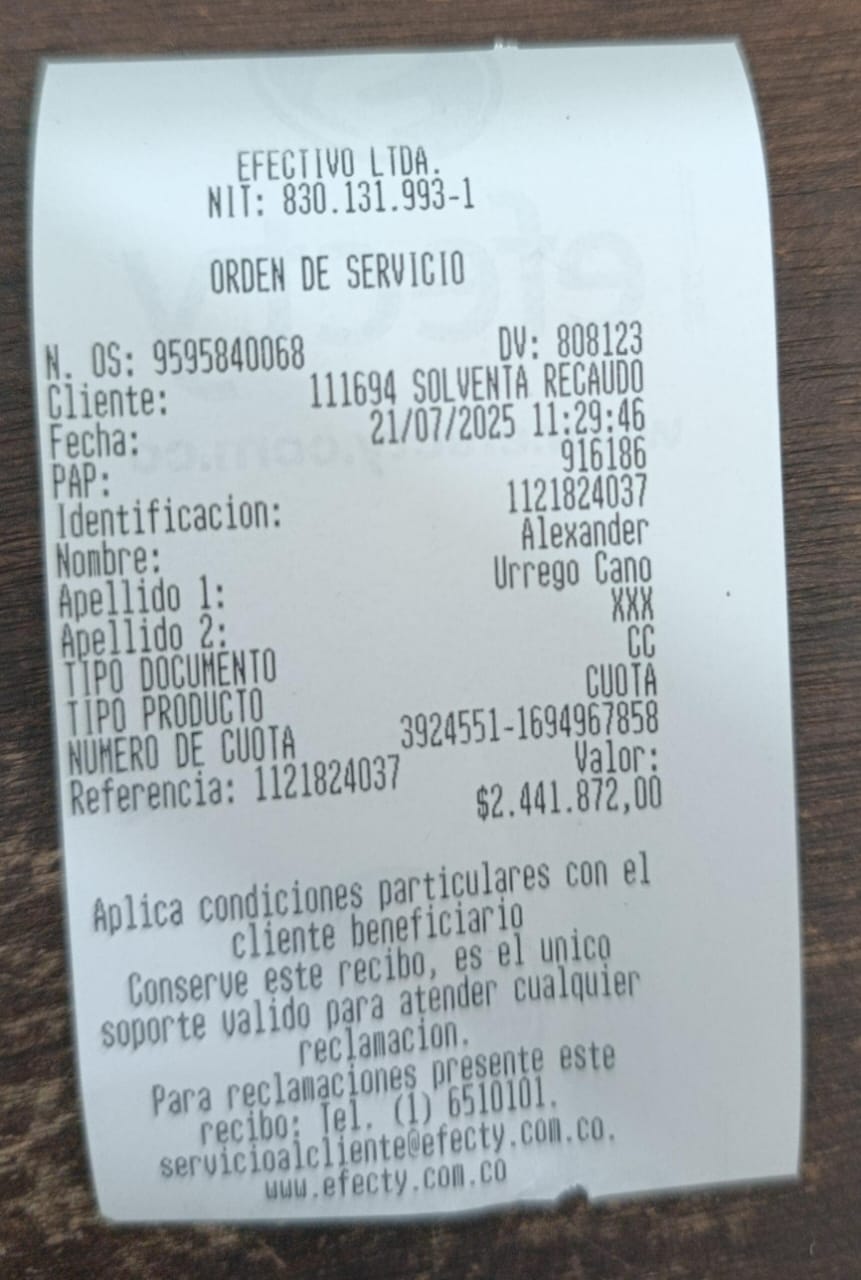 EFECTIVO LTDA.
NIT: 830.131.993-1
ORDEN DE SERVICIO
N. OS: 9595840068 DV: 808123
Cliente: 111694 SOLVENTA RECAUDO
Fecha: 21/07/2025 11:29:46
PAP: 916186
Identificacion: 1121824037
Nombre: Alexander
Apellido 1: Urrego Cano
Apellido 2: XXX
TIPO DOCUMENTO CC
TIPO PRODUCTO CUOTA
NUMERO DE CUOTA 3924551-1694967858
Referencia: 1121824037 Valor:
$2.441.872,00
Aplica condiciones particulares con el
cliente beneficiario
Conserve este recibo, es el unico
soporte valido para atender cualquier
reclamacion.
Para reclamaciones presente este
recibo: Tel. (1) 6510101.
servicioalcliente@efecty.com.co.
www.efecty.com.co